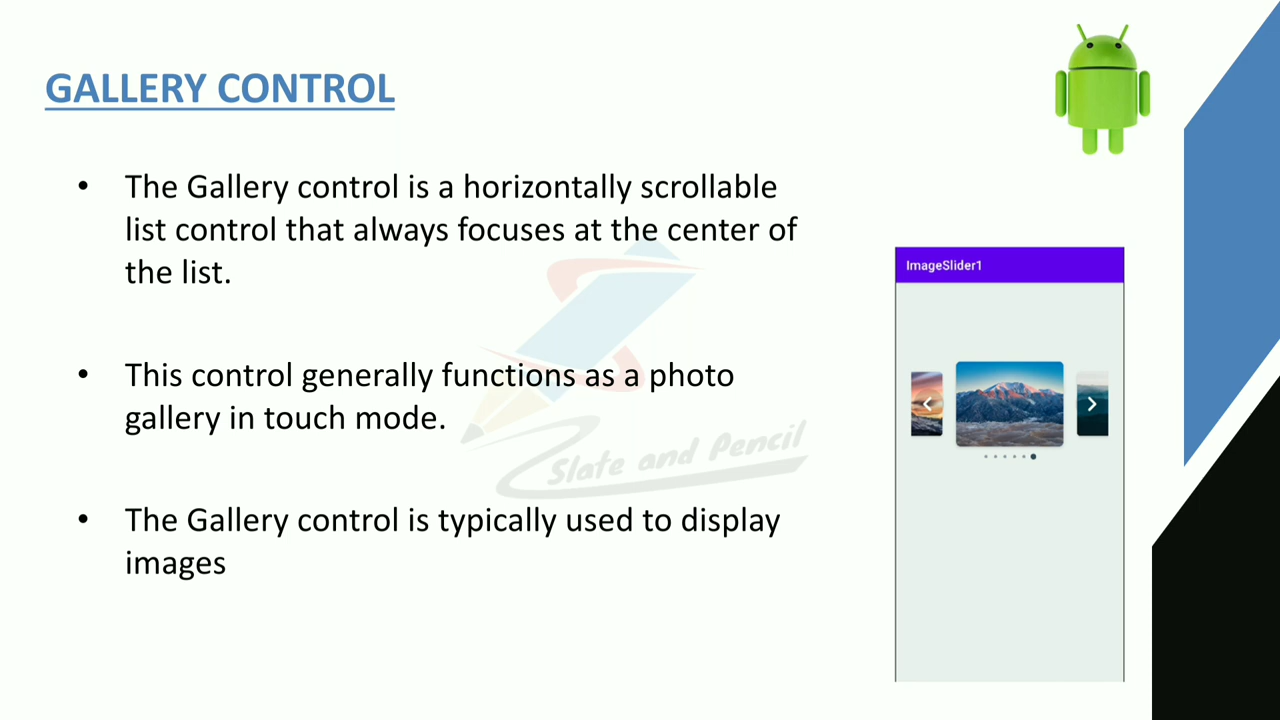 GALLERY CONTROL
• The Gallery control is a horizontally scrollable
list control that always focuses at the center of
the list.
• This control generally functions as a photo
gallery in touch mode.
• The Gallery control is typically used to display
images
ImageSlider1
Slate and Pencil